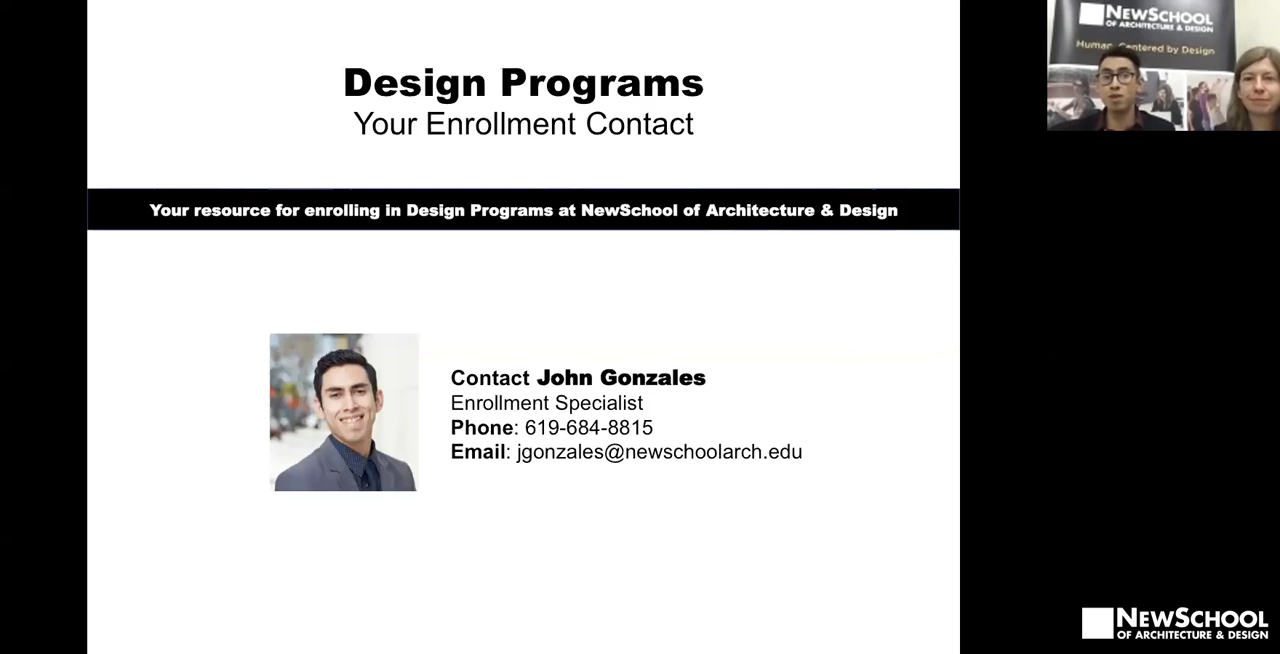 Design Programs
Your Enrollment Contact
Your resource for enrolling in Design Programs at NewSchool of Architecture & Design
Contact John Gonzales
Enrollment Specialist
Phone: 619-684-8815
Email: jgonzales@newschoolarch.edu
NEWSCHOOL
OF ARCHITECTURE & DESIGN
Human Centered by Design
NEWSCHOOL
OF ARCHITECTURE & DESIGN